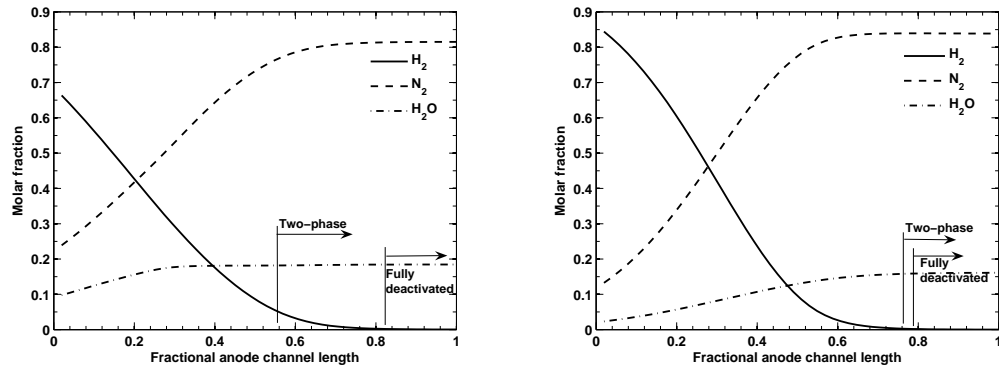 0.9
0.8
0.7
0.6
0.5
0.4
0.3
0.2
0.1
0
Molar fraction
H2
N2
H2O
Two−phase
Fully
deactivated
0 0.2 0.4 0.6 0.8 1
Fractional anode channel length
0.9
0.8
0.7
0.6
0.5
0.4
0.3
0.2
0.1
0
Molar fraction
H2
N2
H2O
Two−phase
Fully
deactivated
0 0.2 0.4 0.6 0.8 1
Fractional anode channel length